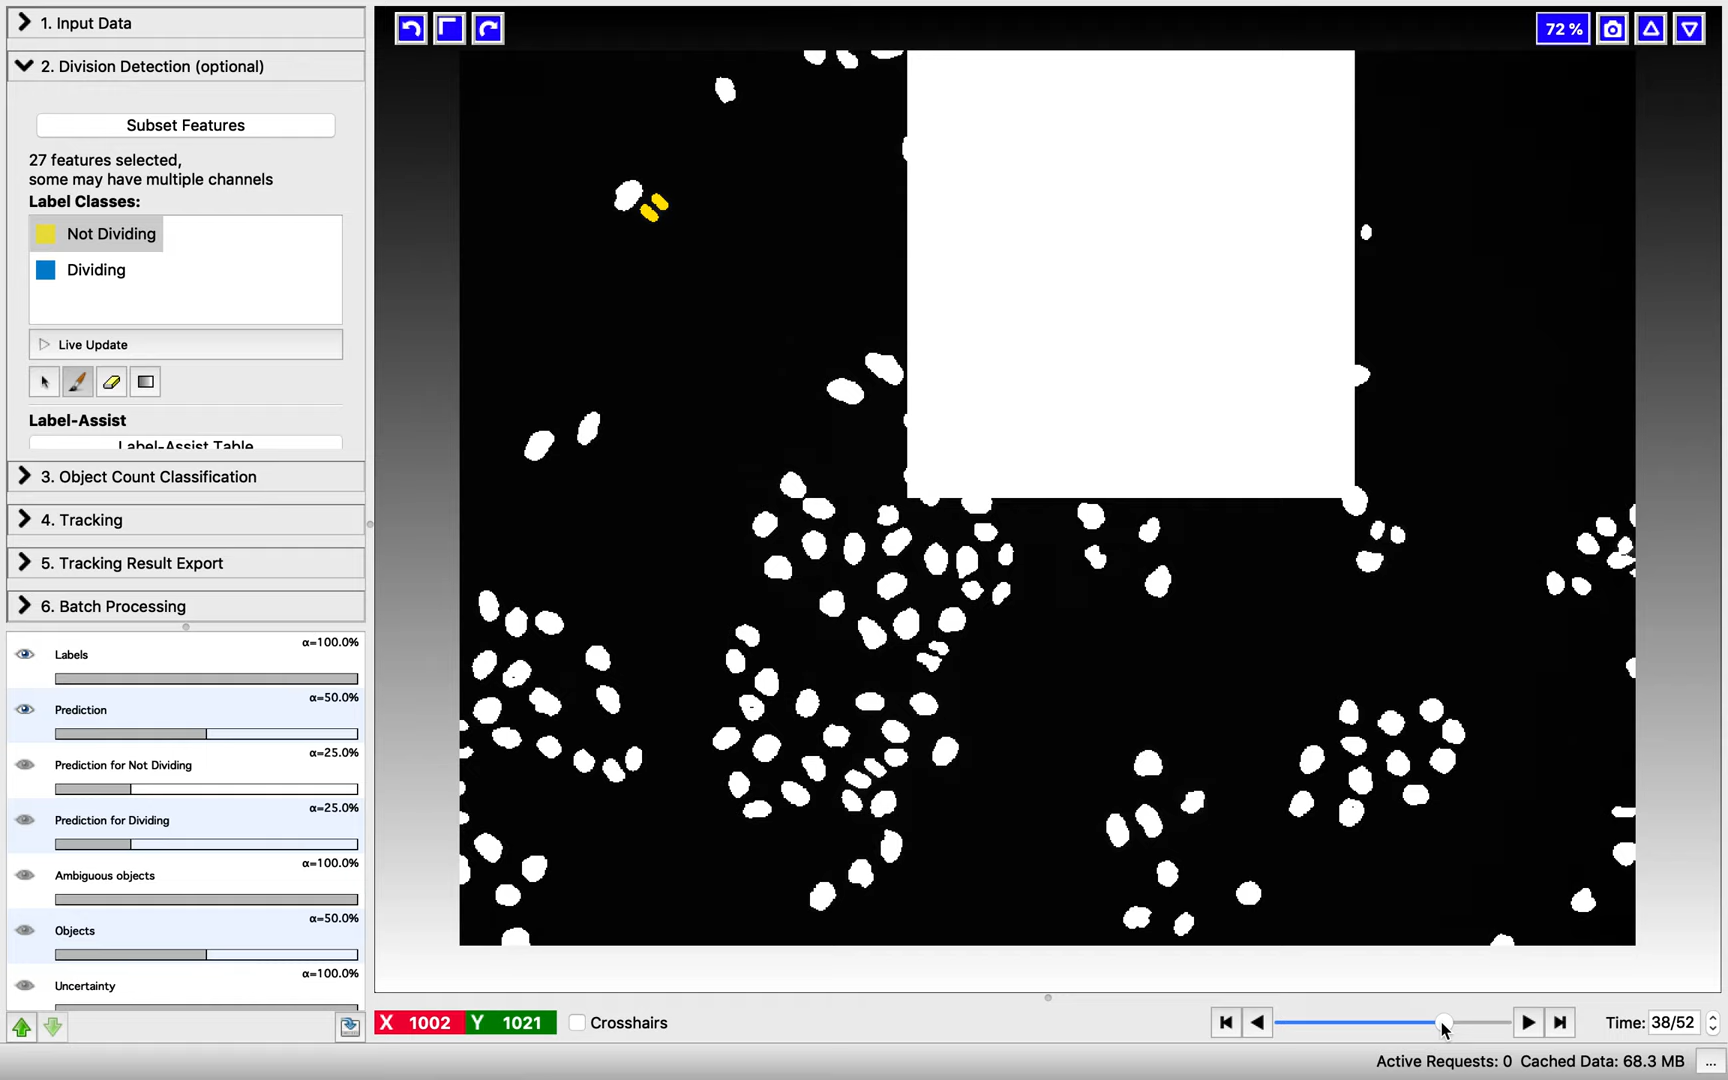 1. Input Data
2. Division Detection (optional)
Subset Features
27 features selected,
some may have multiple channels
Label Classes:
Not Dividing
Dividing
Live Update
Label-Assist
Label-Assist Table
3. Object Count Classification
4. Tracking
5. Tracking Result Export
6. Batch Processing
α=100.0%
Labels
α=50.0%
Prediction
α=25.0%
Prediction for Not Dividing
α=25.0%
Prediction for Dividing
α=100.0%
Ambiguous objects
α=50.0%
Objects
α=100.0%
Uncertainty
72 %
X 1002 Y 1021 Crosshairs
Time: 38/52
Active Requests: 0 Cached Data: 68.3 MB ...